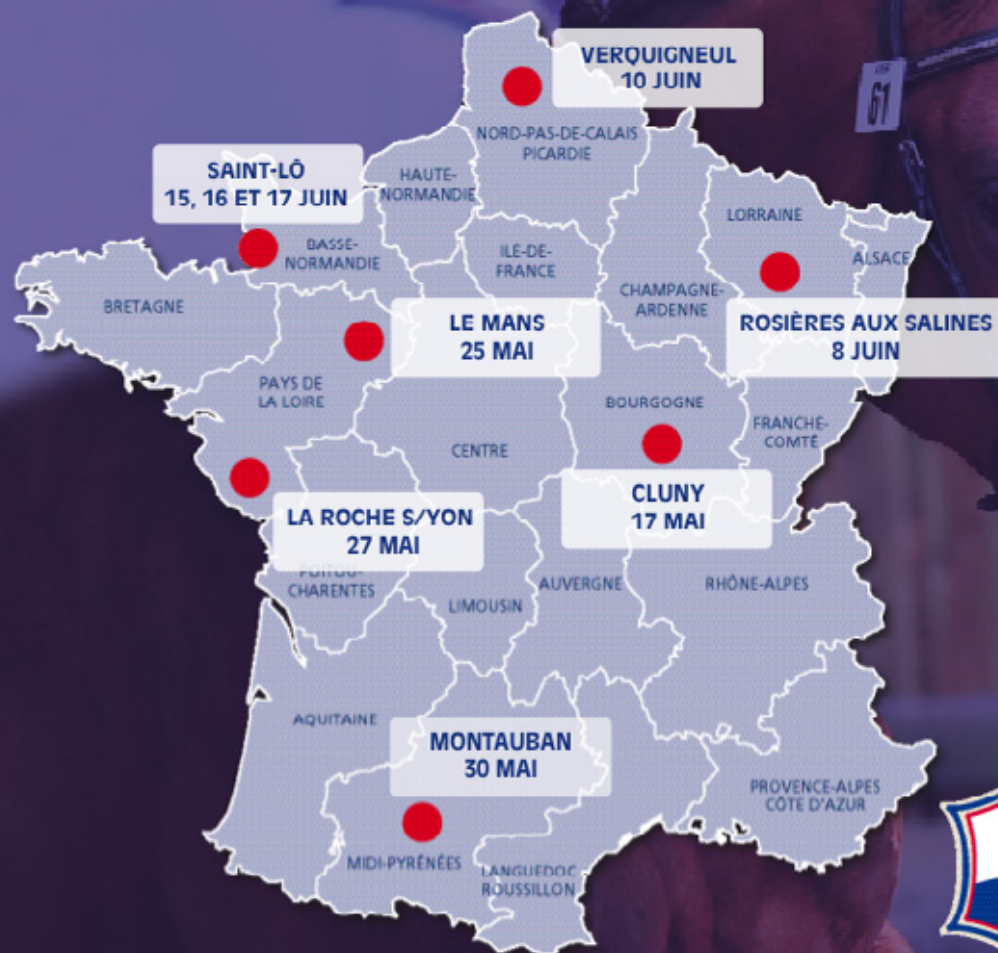 VERQUIGNEUL
10 JUIN
61
NORD-PAS-DE-CALAIS
PICARDIE
SAINT-LÔ
15, 16 ET 17 JUIN
HAUTE-
NORMANDIE
LORRAINE
BASSE-
NORMANDIE
ILE-DE-
FRANCE
ALSACE
CHAMPAGNE-
ARDENNE
BRETAGNE
LE MANS
25 MAI
ROSIÈRES AUX SALINES
8 JUIN
PAYS DE
LA LOIRE
BOURGOGNE
FRANCHE-
COMTÉ
CENTRE
CLUNY
17 MAI
LA ROCHE S/YON
27 MAI
POITOU-
CHARENTES
LIMOUSIN
AUVERGNE
RHÔNE-ALPES
AQUITAINE
MONTAUBAN
30 MAI
PROVENCE-ALPES
CÔTE D'AZUR
MIDI-PYRÉNÉES
LANGUEDOC
ROUSSILLON